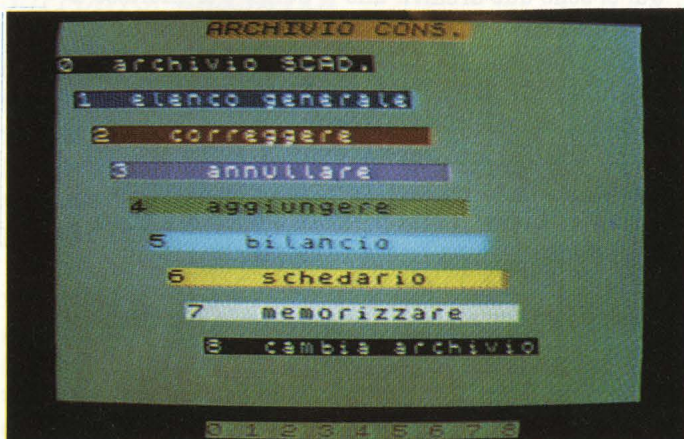 ARCHIVIO CONS.
0 archivio SCAD.
1 elenco generale
2 correggere
3 annullare
4 aggiungere
5 bilancio
6 schedario
7 memorizzare
8 cambia archivio
0 1 2 3 4 5 6 7 8